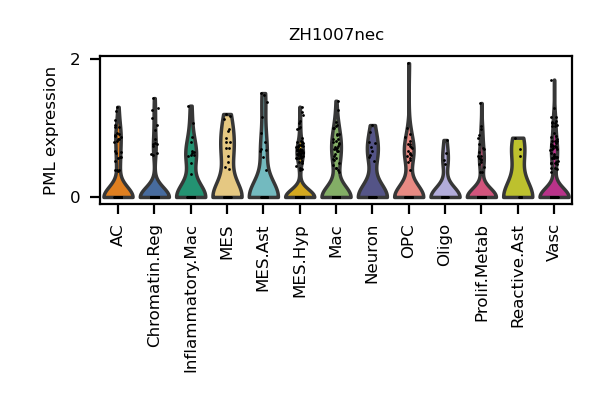 ZH1007nec
PML expression
2
0
AC
Chromatin.Reg
Inflammatory.Mac
MES
MES.Ast
MES.Hyp
Mac
Neuron
OPC
Oligo
Prolif.Metab
Reactive.Ast
Vasc